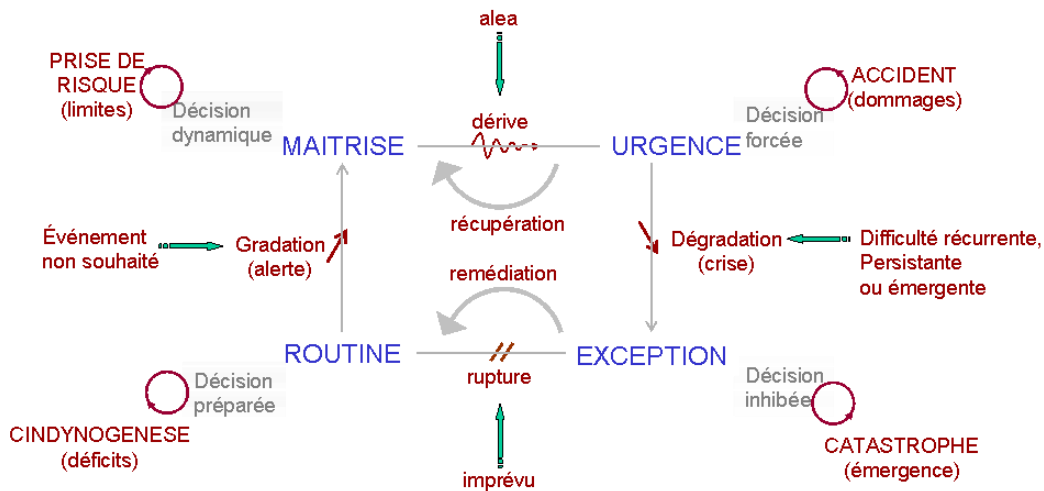 alea
PRISE DE
RISQUE
(limites)
Décision
dynamique
ACCIDENT
(dommages)
Décision
forcée
dérive
MAITRISE
URGENCE
récupération
Événement
non souhaité
Gradation
(alerte)
Dégradation
(crise)
Difficulté récurrente,
Persistante
ou émergente
remédiation
ROUTINE
EXCEPTION
rupture
Décision
préparée
Décision
inhibée
CINDYNOGENESE
(déficits)
CATASTROPHE
(émergence)
imprévu